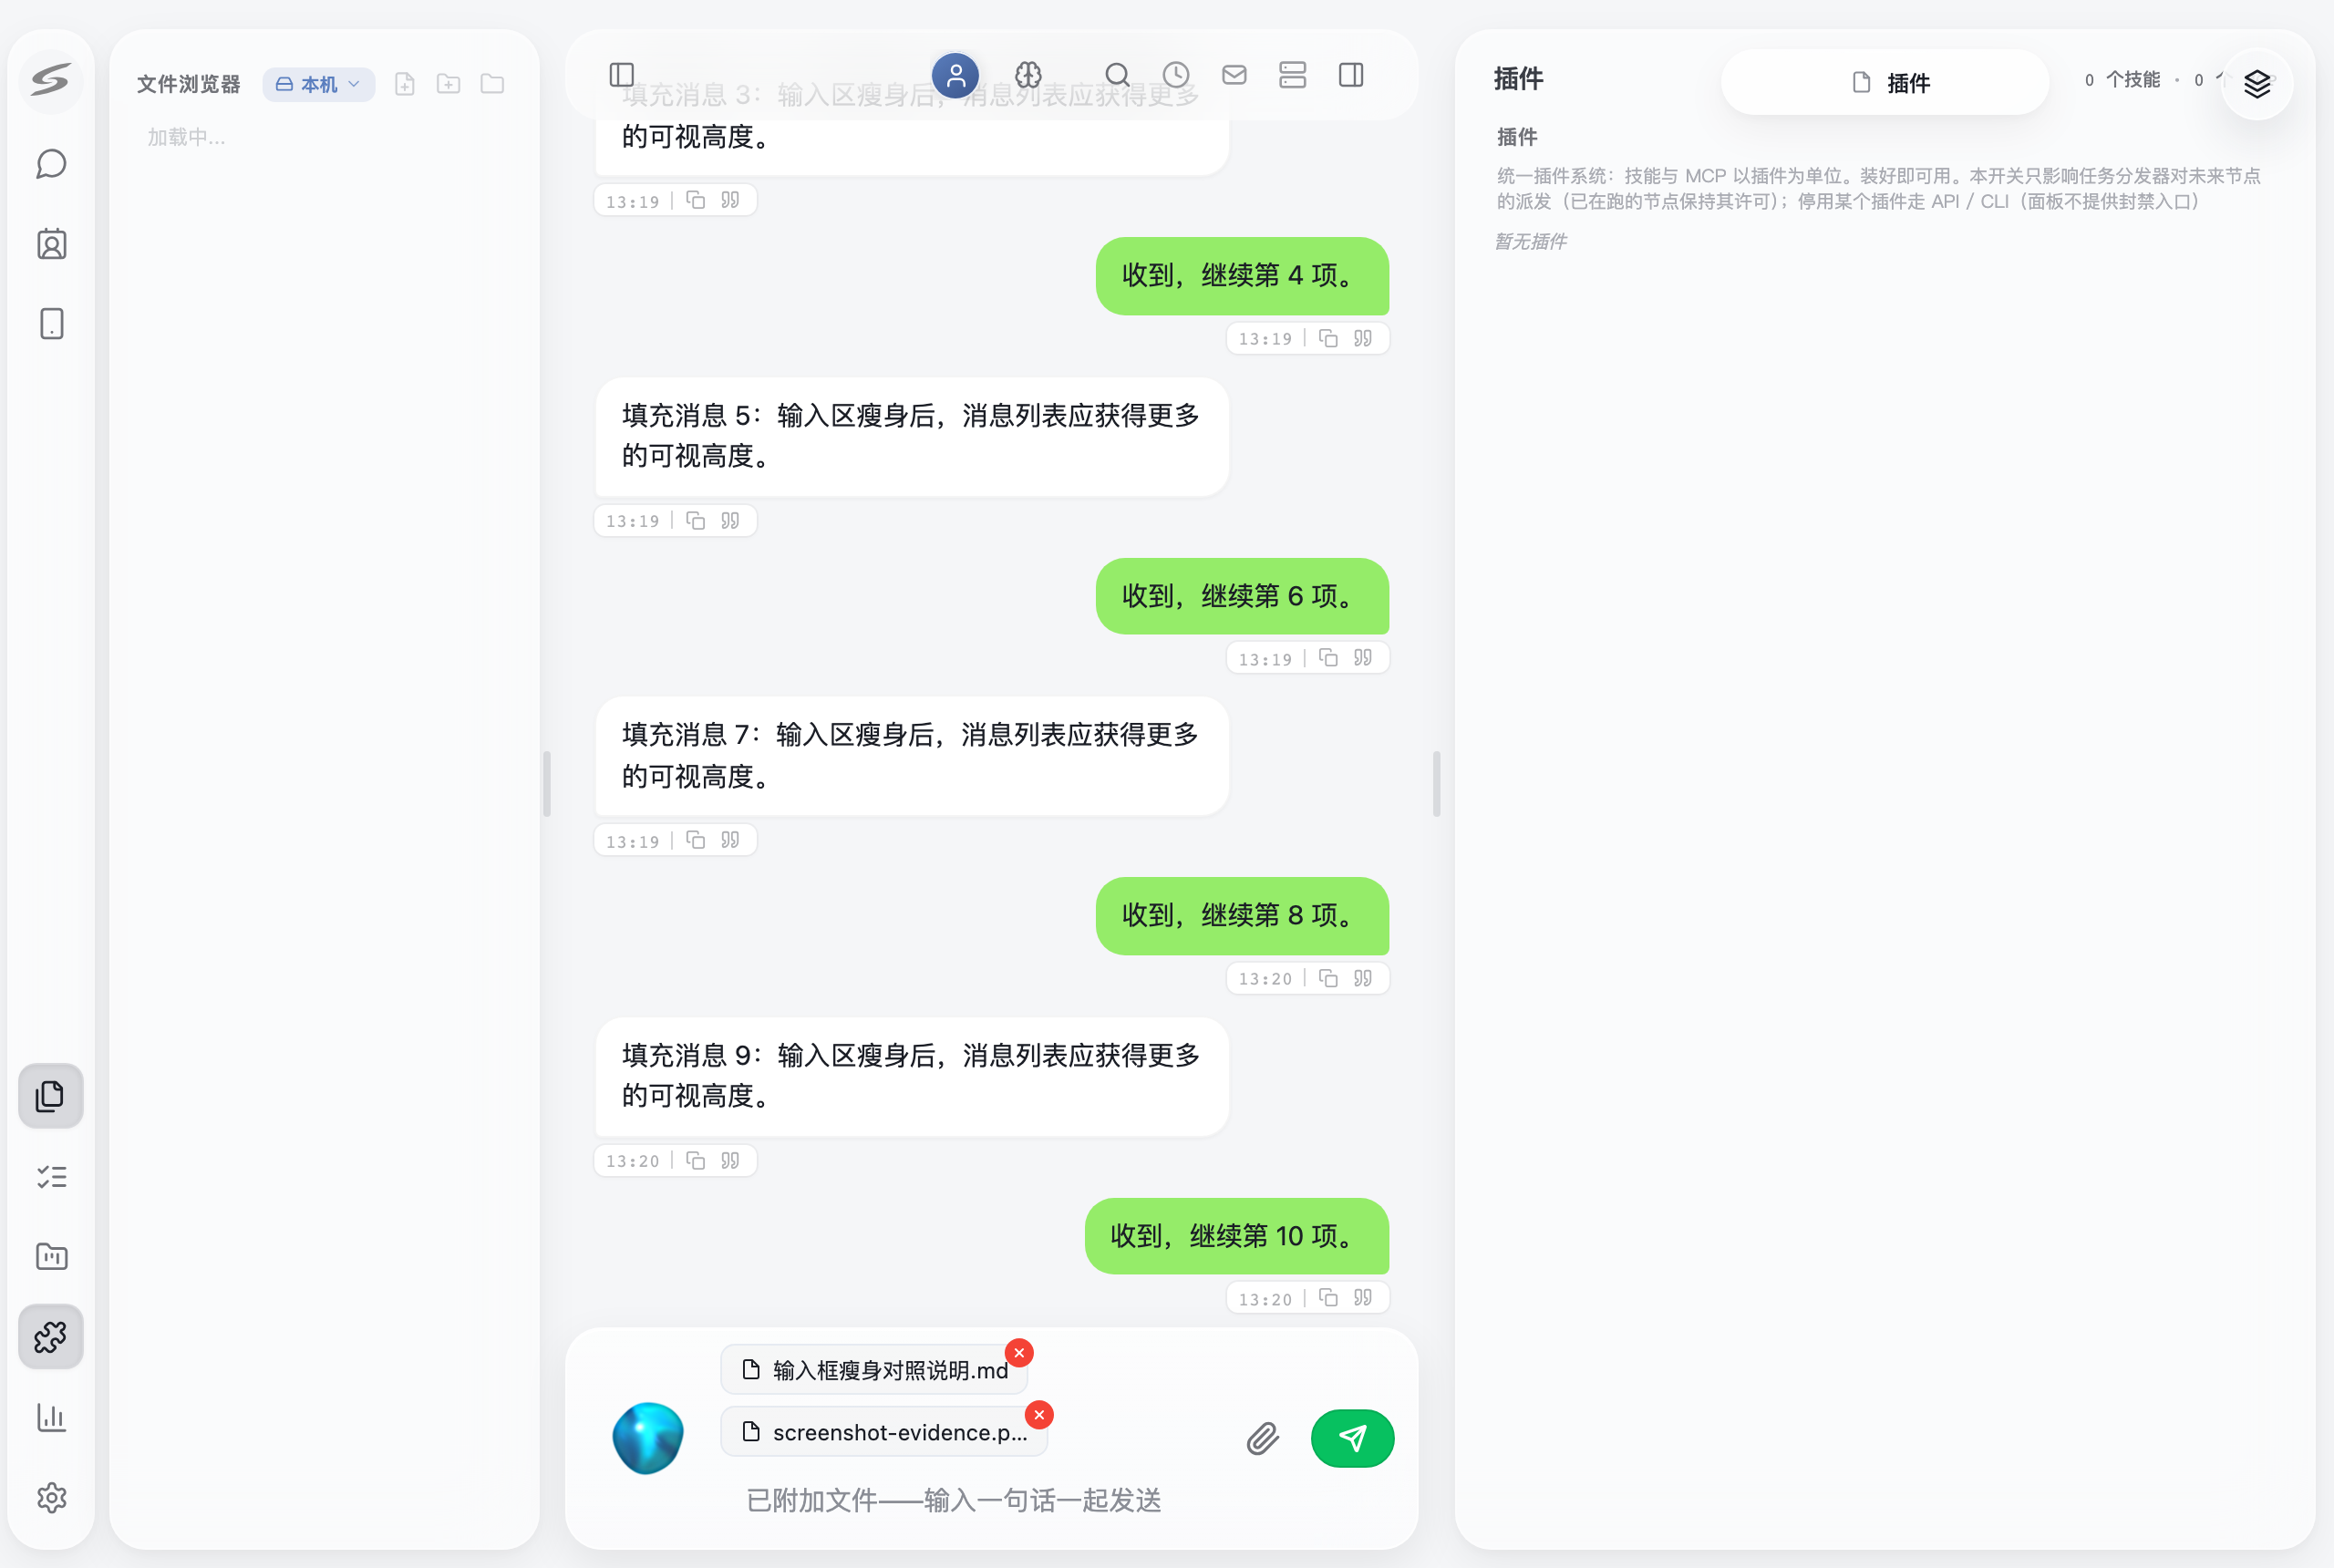 文件浏览器 本机
加载中...
填充消息 3：输入区瘦身后，消息列表应获得更多
的可视高度。
13:19
收到，继续第 4 项。
13:19
填充消息 5：输入区瘦身后，消息列表应获得更多
的可视高度。
13:19
收到，继续第 6 项。
13:19
填充消息 7：输入区瘦身后，消息列表应获得更多
的可视高度。
13:19
收到，继续第 8 项。
13:20
填充消息 9：输入区瘦身后，消息列表应获得更多
的可视高度。
13:20
收到，继续第 10 项。
13:20
输入框瘦身对照说明.md
screenshot-evidence.p...
已附加文件——输入一句话一起发送
插件
插件
0 个技能 · 0
插件
统一插件系统：技能与 MCP 以插件为单位。装好即可用。本开关只影响任务分发器对未来节点
的派发（已在跑的节点保持其许可）；停用某个插件走 API / CLI（面板不提供封禁入口）
暂无插件